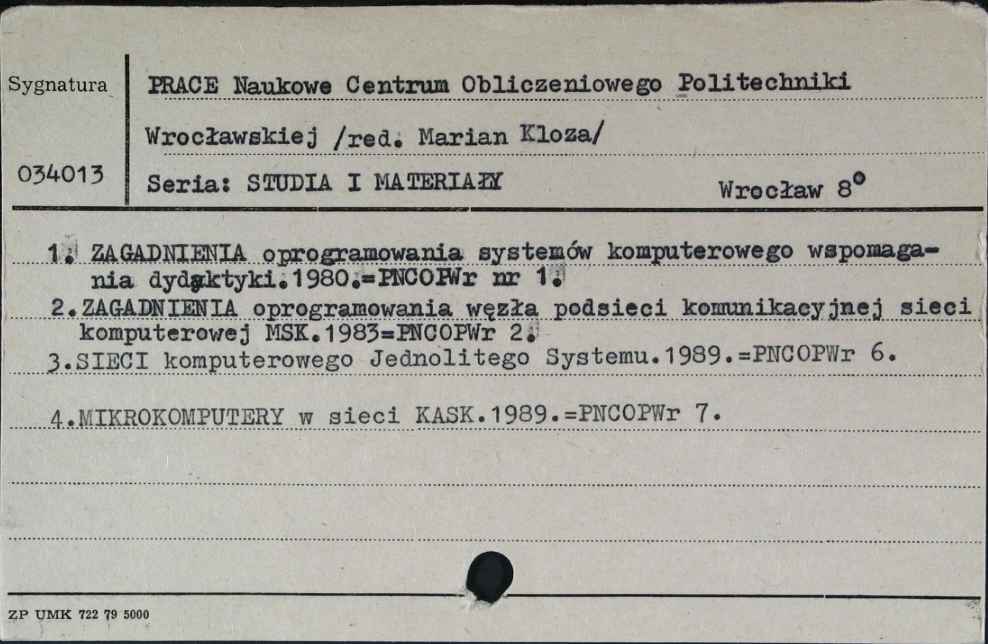 Sygnatura
034013
PRACE Naukowe Centrum Obliczeniowego Politechniki
Wrocławskiej /red. Marian Kloza/
Seria: STUDIA I MATERIAŁY
Wrocław 8°
1. ZAGADNIENIA oprogramowania systemów komputerowego wspomaga-
nia dydaktyki.1980.=PNCOPWr nr 1.
2.ZAGADNIENIA oprogramowania węzła podsieci komunikacyjnej sieci
komputerowej MSK.1983=PNCOPWr 2.
3.SIECI komputerowego Jednolitego Systemu.1989.=PNCOPWr 6.
4.MIKROKOMPUTERY w sieci KASK.1989.=PNCOPWr 7.
ZP UMK 722 79 5000